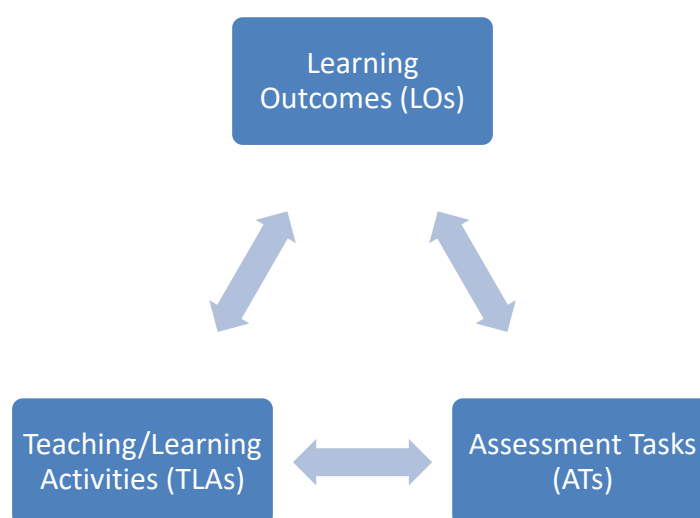 Learning
Outcomes (LOs)
Teaching/Learning
Activities (TLAs)
Assessment Tasks
(ATs)